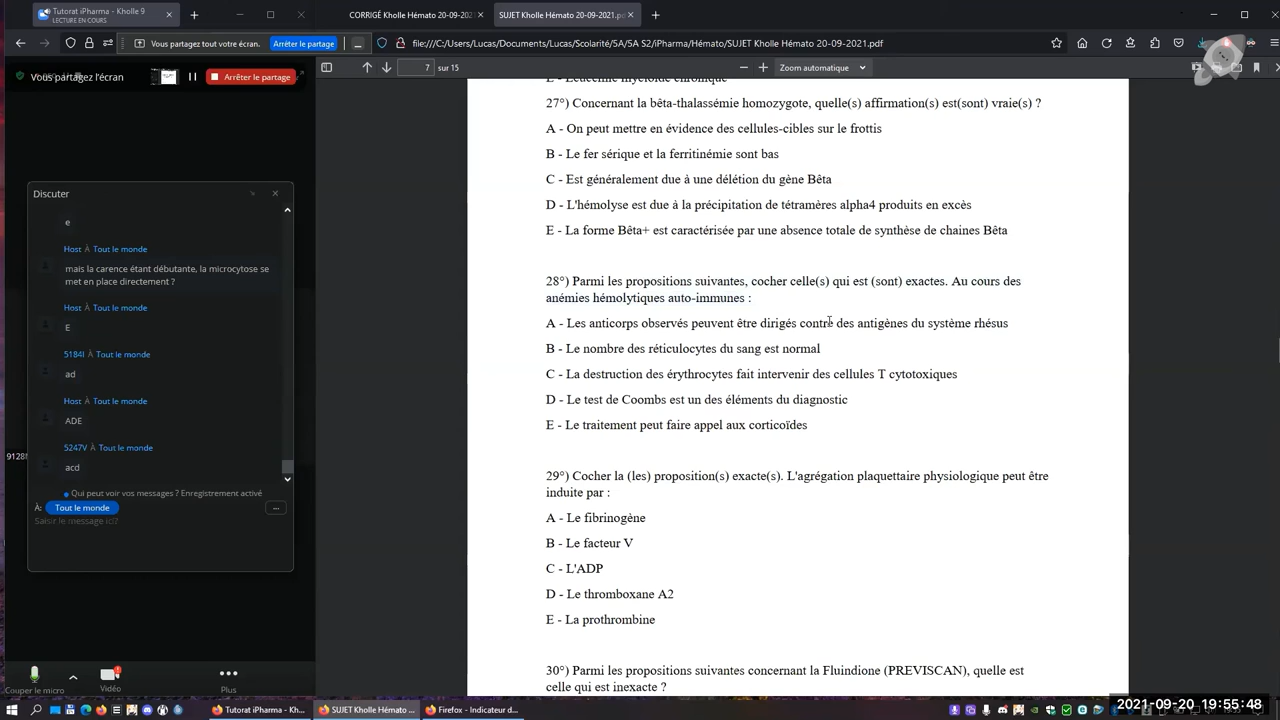 Tutorat iPharma - Kholle 9
LECTURE EN COURS
CORRIGÉ Kholle Hémato 20-09-2021
SUJET Kholle Hémato 20-09-2021.pd
Vous partagez tout votre écran.
Arrêter le partage
file:///C:/Users/Lucas/Documents/Lucas/Scolarité/5A/5A S2/iPharma/Hémato/SUJET Kholle Hémato 20-09-2021.pdf
Vous partagez l'écran
Arrêter le partage
7
sur 15
Zoom automatique
E - Leucémie myéloïde chronique
27°) Concernant la bêta-thalassémie homozygote, quelle(s) affirmation(s) est(sont) vraie(s) ?
A - On peut mettre en évidence des cellules-cibles sur le frottis
B - Le fer sérique et la ferritinémie sont bas
C - Est généralement due à une délétion du gène Bêta
D - L'hémolyse est due à la précipitation de tétramères alpha4 produits en excès
E - La forme Bêta+ est caractérisée par une absence totale de synthèse de chaines Bêta
28°) Parmi les propositions suivantes, cocher celle(s) qui est (sont) exactes. Au cours des
anémies hémolytiques auto-immunes :
A - Les anticorps observés peuvent être dirigés contre des antigènes du système rhésus
B - Le nombre des réticulocytes du sang est normal
C - La destruction des érythrocytes fait intervenir des cellules T cytotoxiques
D - Le test de Coombs est un des éléments du diagnostic
E - Le traitement peut faire appel aux corticoïdes
29°) Cocher la (les) proposition(s) exacte(s). L'agrégation plaquettaire physiologique peut être
induite par :
A - Le fibrinogène
B - Le facteur V
C - L'ADP
D - Le thromboxane A2
E - La prothrombine
30°) Parmi les propositions suivantes concernant la Fluindione (PREVISCAN), quelle est
celle qui est inexacte ?
Discuter
e
Host À Tout le monde
mais la carence étant débutante, la microcytose se
met en place directement ?
Host À Tout le monde
E
5184I À Tout le monde
ad
Host À Tout le monde
ADE
5247V À Tout le monde
acd
Qui peut voir vos messages ? Enregistrement activé
À:
Tout le monde
...
Saisir le message ici?
Couper le micro
Vidéo
Plus
Tutorat iPharma - Kh...
SUJET Kholle Hémato ...
Firefox - Indicateur d...
2021-09-20 19:55:48